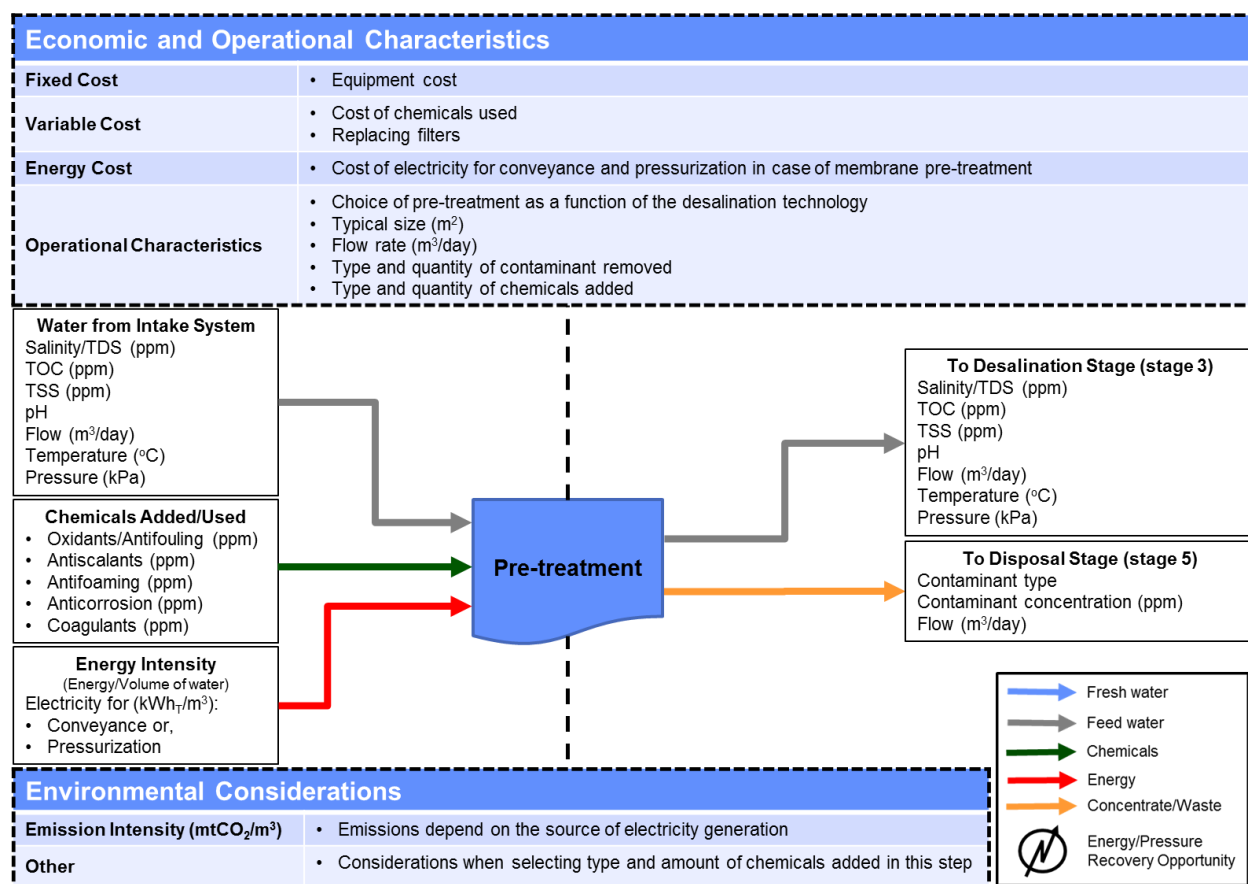 Economic and Operational Characteristics
Fixed Cost
• Equipment cost
Variable Cost
• Cost of chemicals used
• Replacing filters
Energy Cost
• Cost of electricity for conveyance and pressurization in case of membrane pre-treatment
Operational Characteristics
• Choice of pre-treatment as a function of the desalination technology
• Typical size (m²)
• Flow rate (m³/day)
• Type and quantity of contaminant removed
• Type and quantity of chemicals added
Water from Intake System
Salinity/TDS (ppm)
TOC (ppm)
TSS (ppm)
pH
Flow (m³/day)
Temperature (°C)
Pressure (kPa)
Chemicals Added/Used
• Oxidants/Antifouling (ppm)
• Antiscalants (ppm)
• Antifoaming (ppm)
• Anticorrosion (ppm)
• Coagulants (ppm)
Energy Intensity
(Energy/Volume of water)
Electricity for (kWh_T/m³):
• Conveyance or,
• Pressurization
Pre-treatment
To Desalination Stage (stage 3)
Salinity/TDS (ppm)
TOC (ppm)
TSS (ppm)
pH
Flow (m³/day)
Temperature (°C)
Pressure (kPa)
To Disposal Stage (stage 5)
Contaminant type
Contaminant concentration (ppm)
Flow (m³/day)
Fresh water
Feed water
Chemicals
Energy
Concentrate/Waste
Energy/Pressure
Recovery Opportunity
Environmental Considerations
Emission Intensity (mtCO₂/m³)
• Emissions depend on the source of electricity generation
Other
• Considerations when selecting type and amount of chemicals added in this step